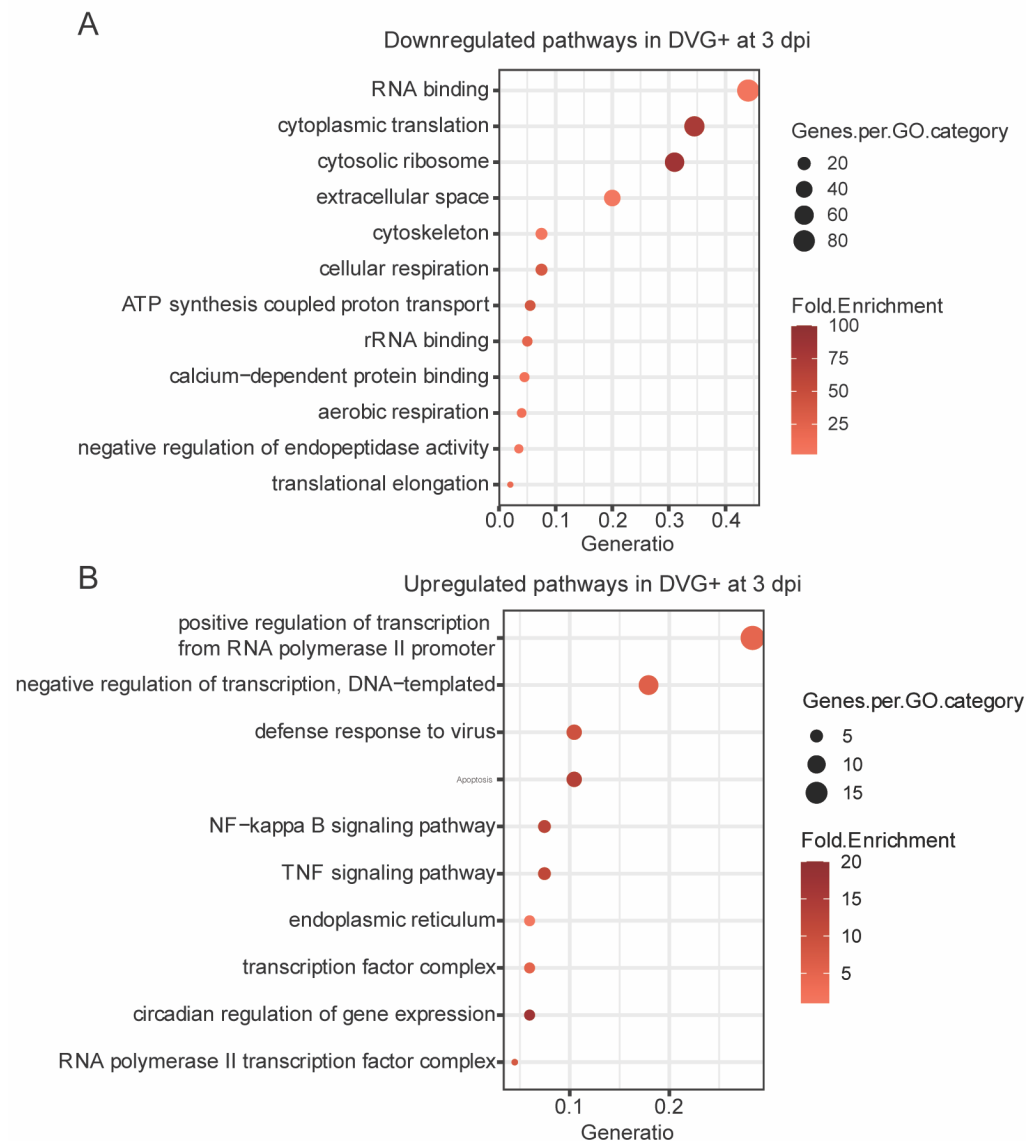 A
Downregulated pathways in DVG+ at 3 dpi
RNA binding
cytoplasmic translation
cytosolic ribosome
extracellular space
cytoskeleton
cellular respiration
ATP synthesis coupled proton transport
rRNA binding
calcium−dependent protein binding
aerobic respiration
negative regulation of endopeptidase activity
translational elongation
0.0 0.1 0.2 0.3 0.4
Generatio
Genes.per.GO.category
20
40
60
80
Fold.Enrichment
100
75
50
25
B
Upregulated pathways in DVG+ at 3 dpi
positive regulation of transcription
from RNA polymerase II promoter
negative regulation of transcription, DNA−templated
defense response to virus
Apoptosis
NF−kappa B signaling pathway
TNF signaling pathway
endoplasmic reticulum
transcription factor complex
circadian regulation of gene expression
RNA polymerase II transcription factor complex
0.1 0.2
Generatio
Genes.per.GO.category
5
10
15
Fold.Enrichment
20
15
10
5